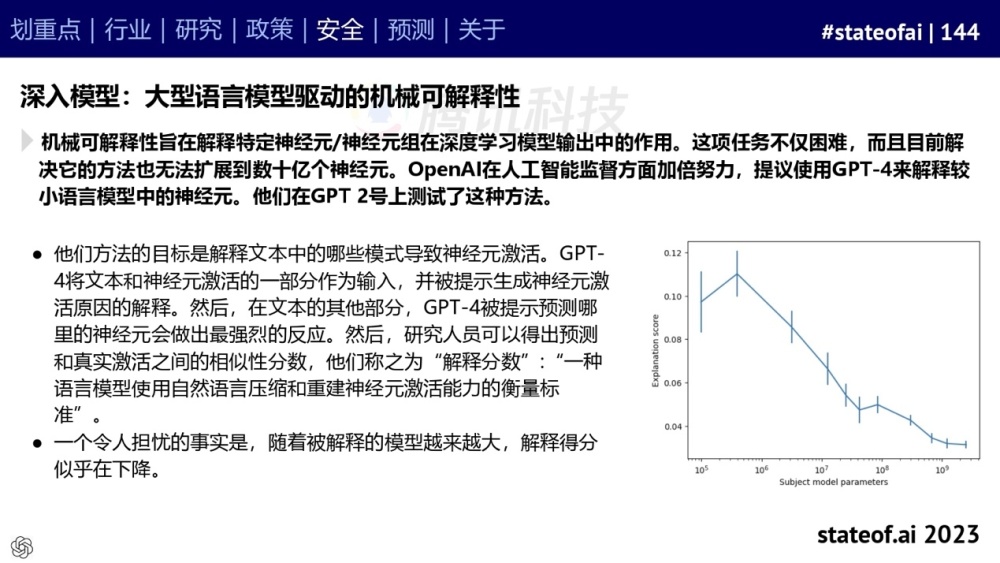 划重点 | 行业 | 研究 | 政策 | 安全 | 预测 | 关于
#stateofai | 144
深入模型：大型语言模型驱动的机械可解释性
腾讯科技
机械可解释性旨在解释特定神经元/神经元组在深度学习模型输出中的作用。这项任务不仅困难，而且目前解
决它的方法也无法扩展到数十亿个神经元。OpenAI在人工智能监督方面加倍努力，提议使用GPT-4来解释较
小语言模型中的神经元。他们在GPT 2号上测试了这种方法。
● 他们方法的目标是解释文本中的哪些模式导致神经元激活。GPT-
4将文本和神经元激活的一部分作为输入，并被提示生成神经元激
活原因的解释。然后，在文本的其他部分，GPT-4被提示预测哪
里的神经元会做出最强烈的反应。然后，研究人员可以得出预测
和真实激活之间的相似性分数，他们称之为“解释分数”：“一种
语言模型使用自然语言压缩和重建神经元激活能力的衡量标
准”。
● 一个令人担忧的事实是，随着被解释的模型越来越大，解释得分
似乎在下降。
Explanation score
0.12
0.10
0.08
0.06
0.04
10⁵ 10⁶ 10⁷ 10⁸ 10⁹
Subject model parameters
stateof.ai 2023